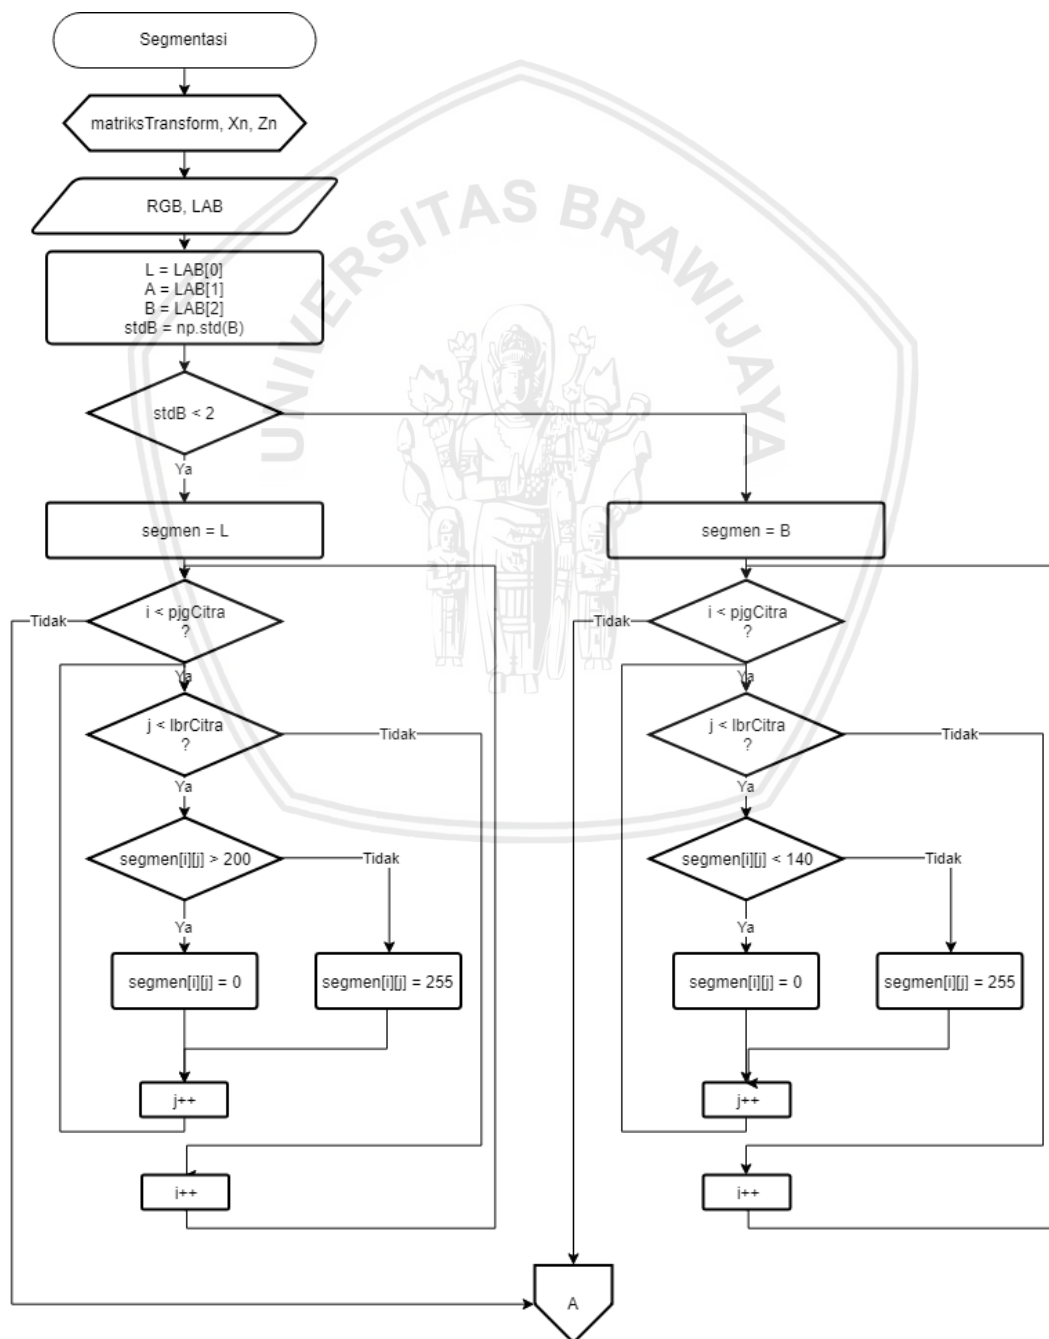 Segmentasi
matriksTransform, Xn, Zn
RGB, LAB
L = LAB[0]
A = LAB[1]
B = LAB[2]
stdB = np.std(B)
stdB < 2
Ya
segmen = L
i < pjgCitra
?
Tidak
Ya
j < lbrCitra
?
Tidak
Ya
segmen[i][j] > 200
Tidak
Ya
segmen[i][j] = 0
segmen[i][j] = 255
j++
i++
segmen = B
i < pjgCitra
?
Tidak
Ya
j < lbrCitra
?
Tidak
Ya
segmen[i][j] < 140
Tidak
Ya
segmen[i][j] = 0
segmen[i][j] = 255
j++
i++
A
UNIVERSITAS BRAWIJAYA